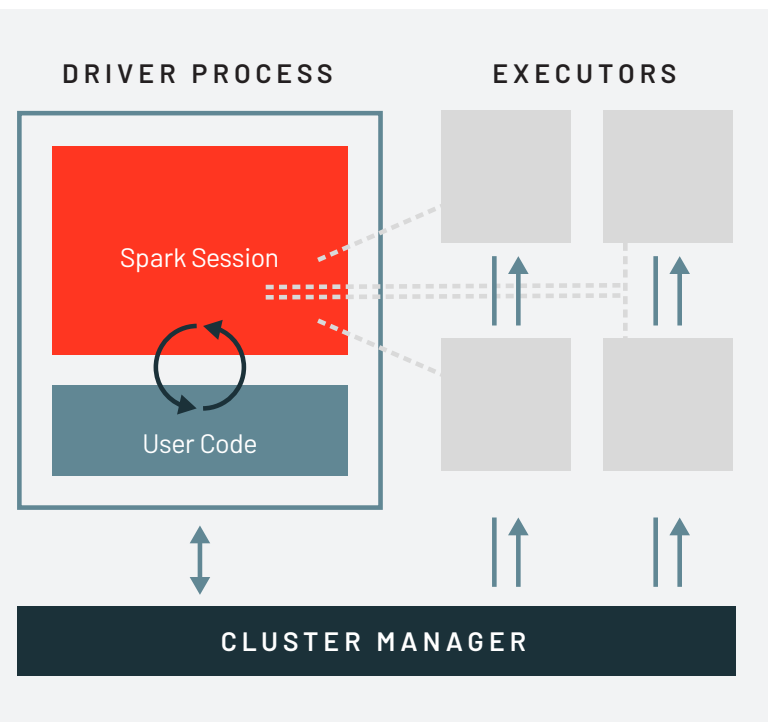 DRIVER PROCESS
EXECUTORS
Spark Session
User Code
CLUSTER MANAGER